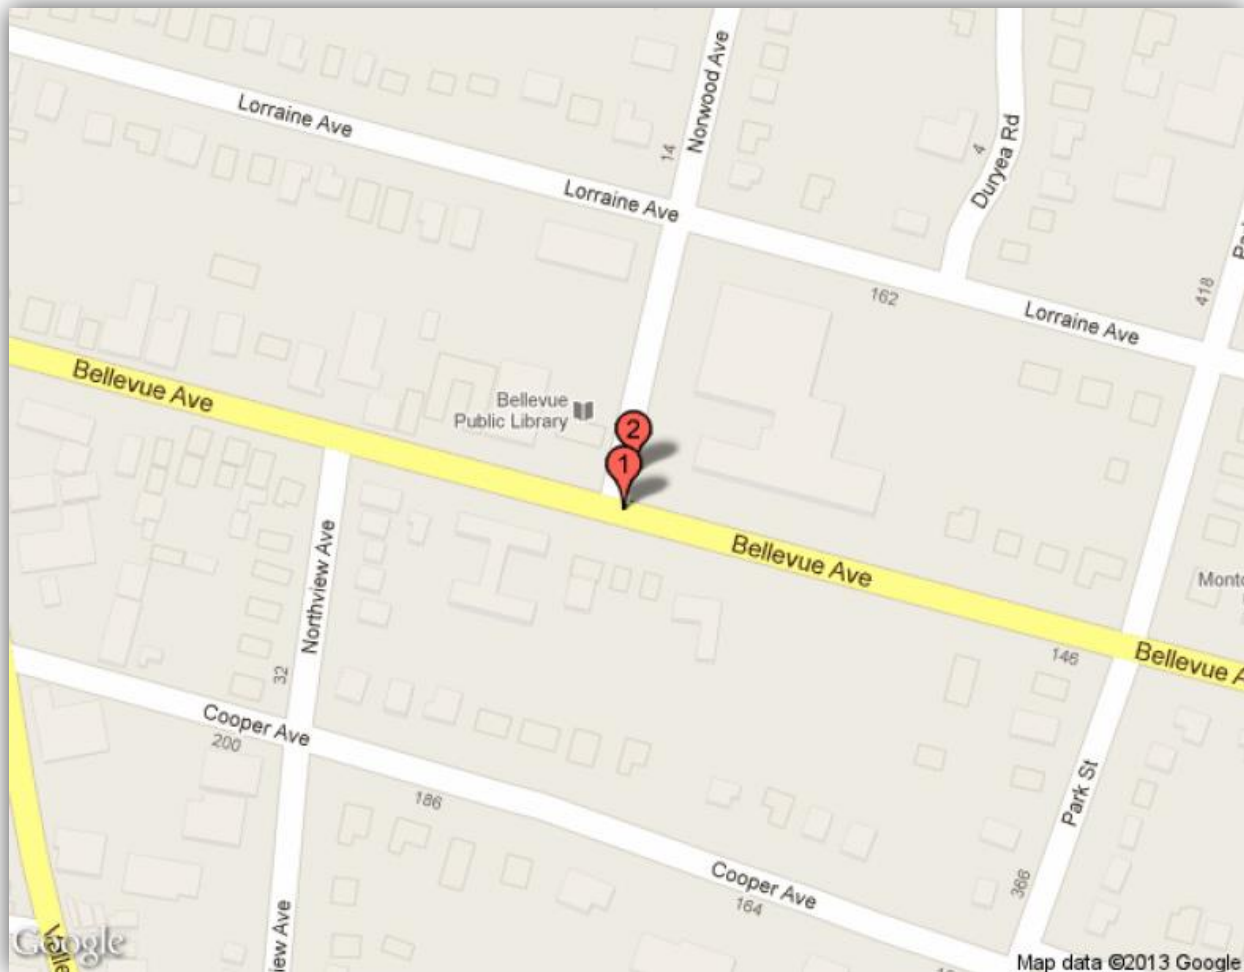 Norwood Ave
Lorraine Ave
Duryea Rd
4
14
Lorraine Ave
418
162
Lorraine Ave
Bellevue Ave
Bellevue
Public Library
2
1
Bellevue Ave
Northview Ave
146
Bellevue A
32
Cooper Ave
200
186
Park St
Cooper Ave
164
366
Google
Map data ©2013 Google